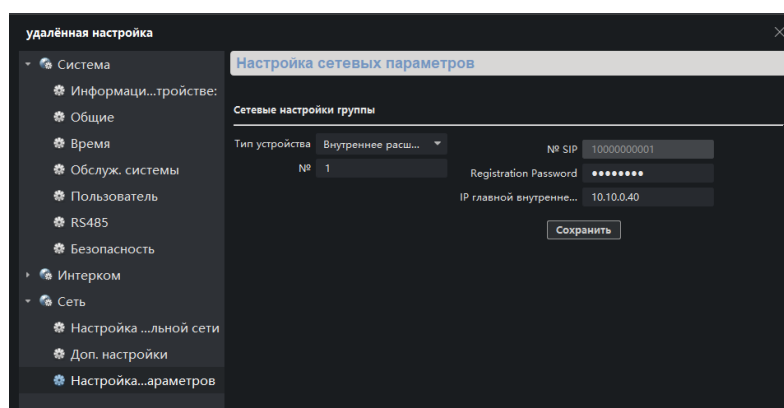 удалённая настройка
Система
Информаци...тройстве:
Общие
Время
Обслуж. системы
Пользователь
RS485
Безопасность
Интерком
Сеть
Настройка ...льной сети
Доп. настройки
Настройка...араметров
Настройка сетевых параметров
Сетевые настройки группы
Тип устройства Внутреннее расш...
№ 1
№ SIP 10000000001
Registration Password ●●●●●●●●
IP главной внутренне... 10.10.0.40
Сохранить